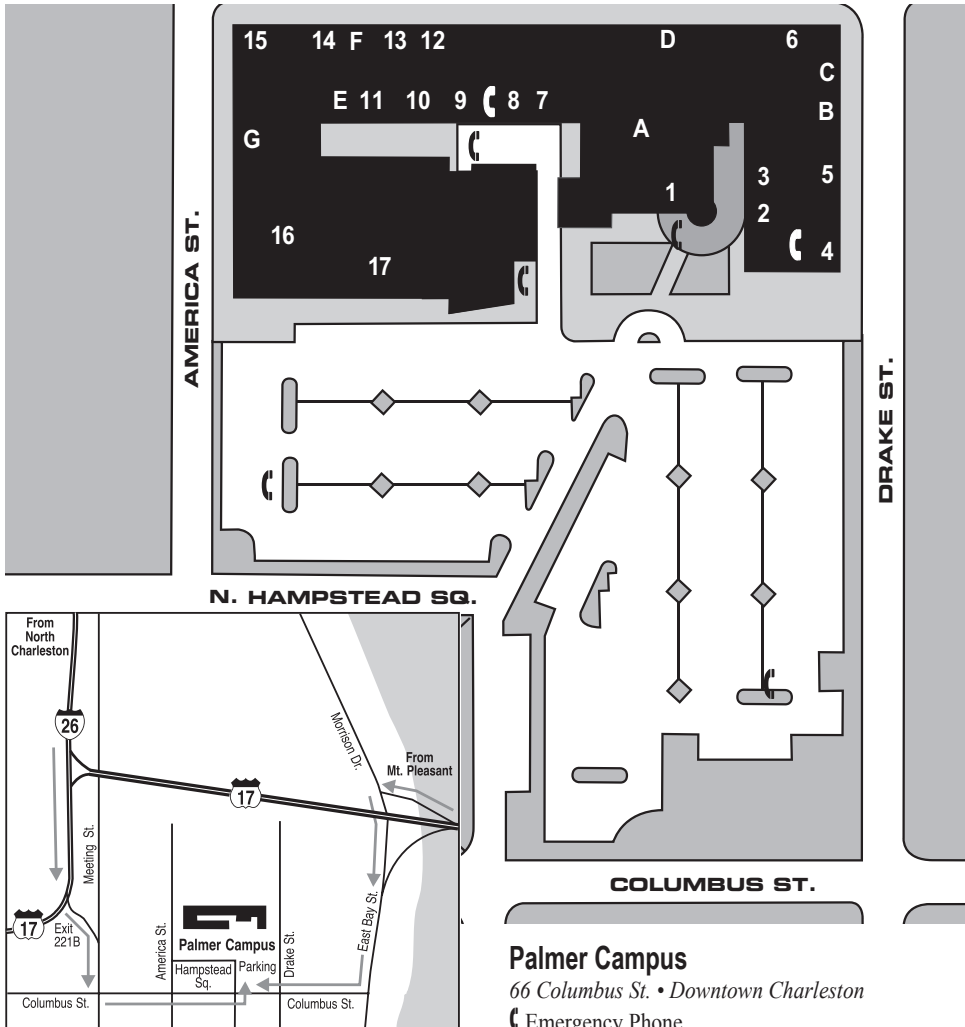 15 14 F 13 12 D 6
C
E 11 10 9 8 7 B
G A
3 5
1
2
16 4
17
AMERICA ST.
DRAKE ST.
N. HAMPSTEAD SQ.
COLUMBUS ST.
From
North
Charleston
26
Morrison Dr.
From
Mt. Pleasant
17
Meeting St.
17
Exit
221B
America St.
Palmer Campus
Drake St.
East Bay St.
Hampstead
Sq.
Parking
Columbus St.
Columbus St.
Palmer Campus
66 Columbus St. • Downtown Charleston
Emergency Phone